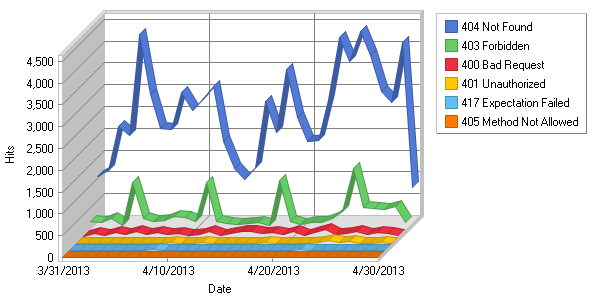 404 Not Found
403 Forbidden
400 Bad Request
401 Unauthorized
417 Expectation Failed
405 Method Not Allowed
4,500
4,000
3,500
3,000
2,500
2,000
1,500
1,000
500
0
Hits
3/31/2013 4/10/2013 4/20/2013 4/30/2013
Date